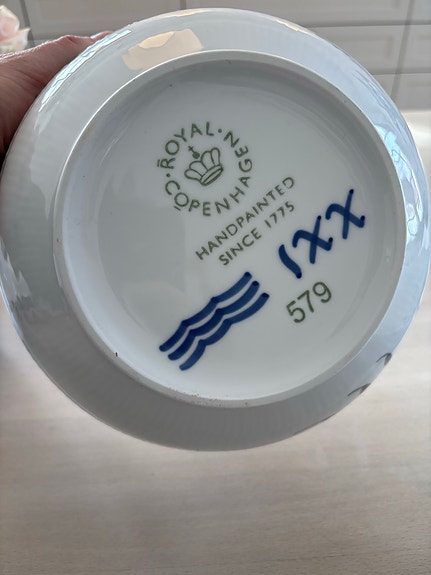 ROYAL COPENHAGEN
HANDPAINTED
SINCE 1775
IXX
579